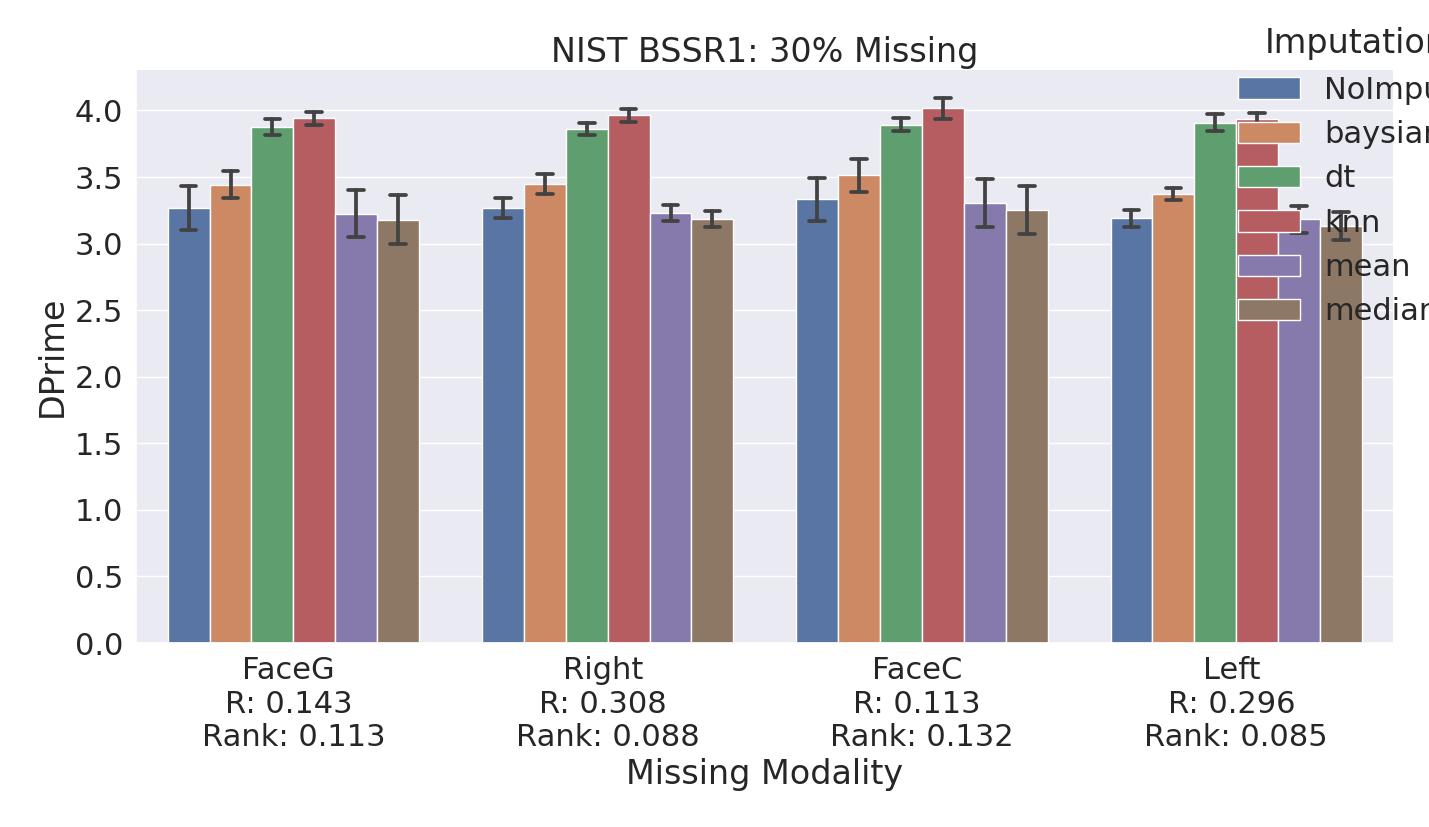 NIST BSSR1: 30% Missing
Imputation
NoImpu
baysian
dt
knn
mean
median
DPrime
4.0
3.5
3.0
2.5
2.0
1.5
1.0
0.5
0.0
FaceG
R: 0.143
Rank: 0.113
Right
R: 0.308
Rank: 0.088
FaceC
R: 0.113
Rank: 0.132
Left
R: 0.296
Rank: 0.085
Missing Modality